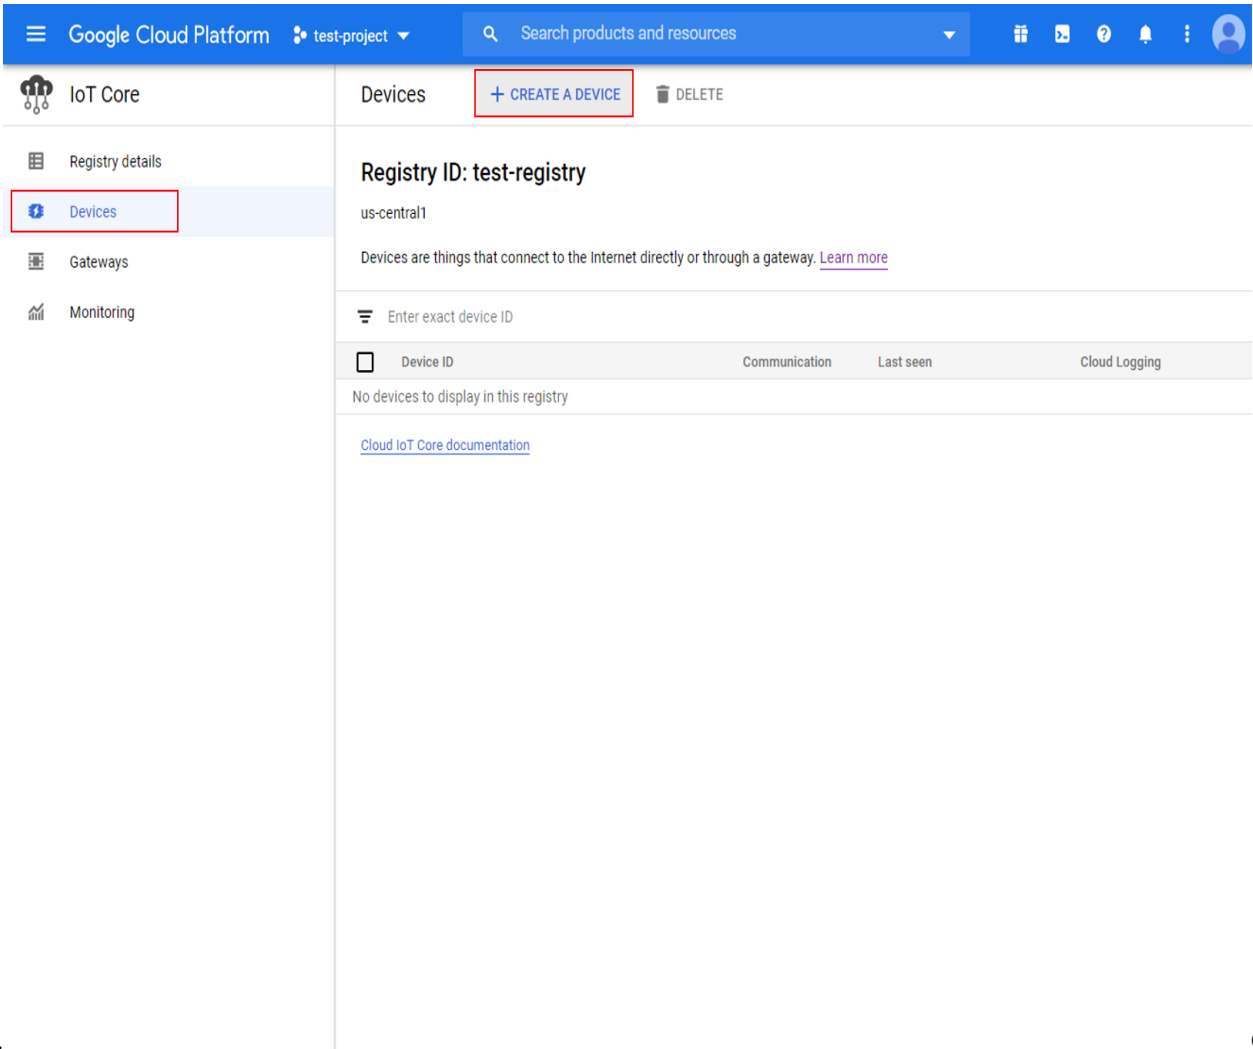 Google Cloud Platform test-project Search products and resources
IoT Core
Devices CREATE A DEVICE DELETE
Registry details
Devices
Gateways
Monitoring
Registry ID: test-registry
us-central1
Devices are things that connect to the Internet directly or through a gateway. Learn more
Enter exact device ID
Device ID Communication Last seen Cloud Logging
No devices to display in this registry
Cloud IoT Core documentation